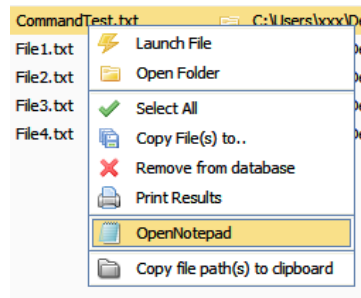 CommandTest.txt C:\Users\xxx\De
File1.txt Launch File
File2.txt Open Folder
File3.txt Select All
File4.txt Copy File(s) to..
Remove from database
Print Results
OpenNotepad
Copy file path(s) to clipboard